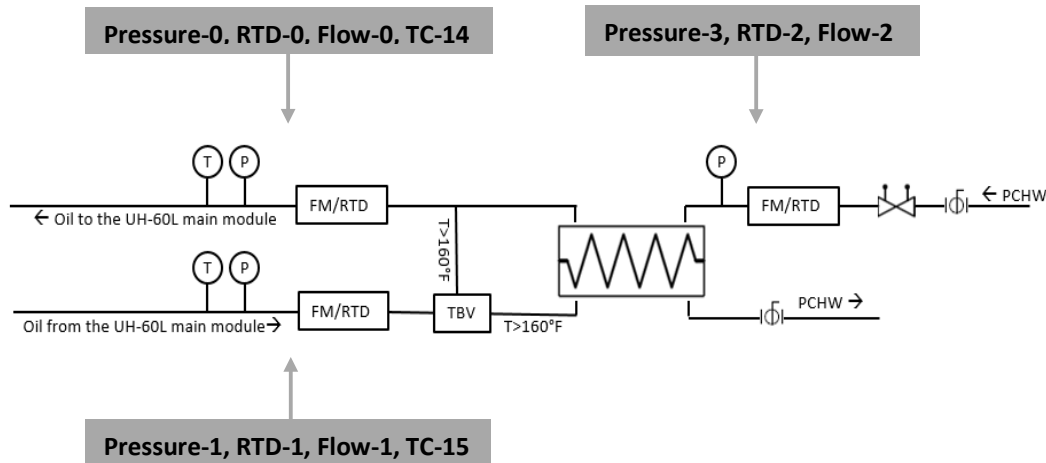 Pressure-0, RTD-0, Flow-0, TC-14
Pressure-3, RTD-2, Flow-2
T
P
P
FM/RTD
FM/RTD
← Oil to the UH-60L main module
← PCHW
T>160°F
T
P
FM/RTD
TBV
Oil from the UH-60L main module→
T>160°F
PCHW →
Pressure-1, RTD-1, Flow-1, TC-15